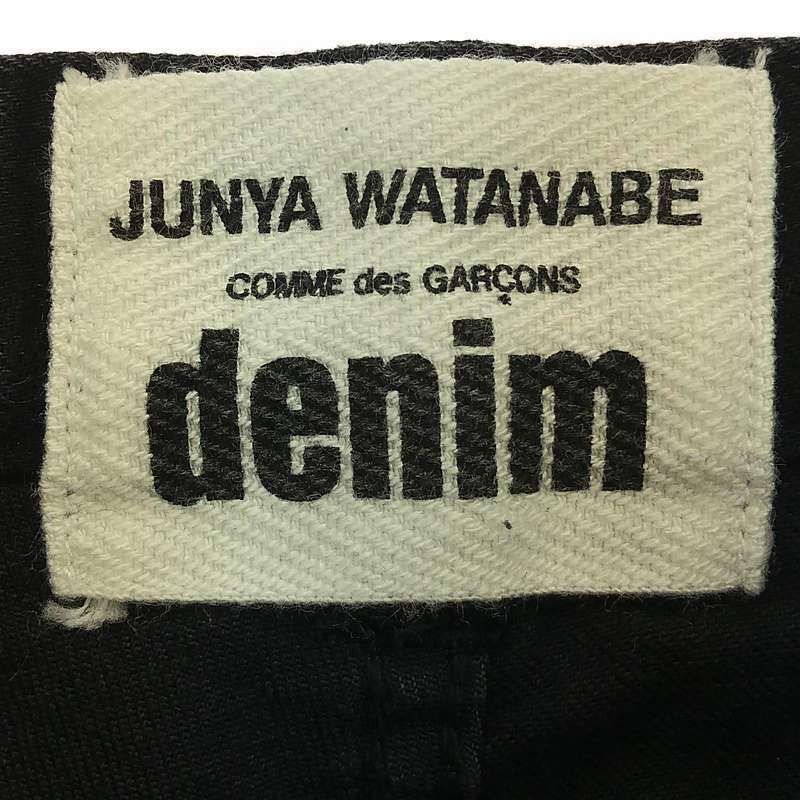 JUNYA WATANABE
COMME des GARÇONS
denim